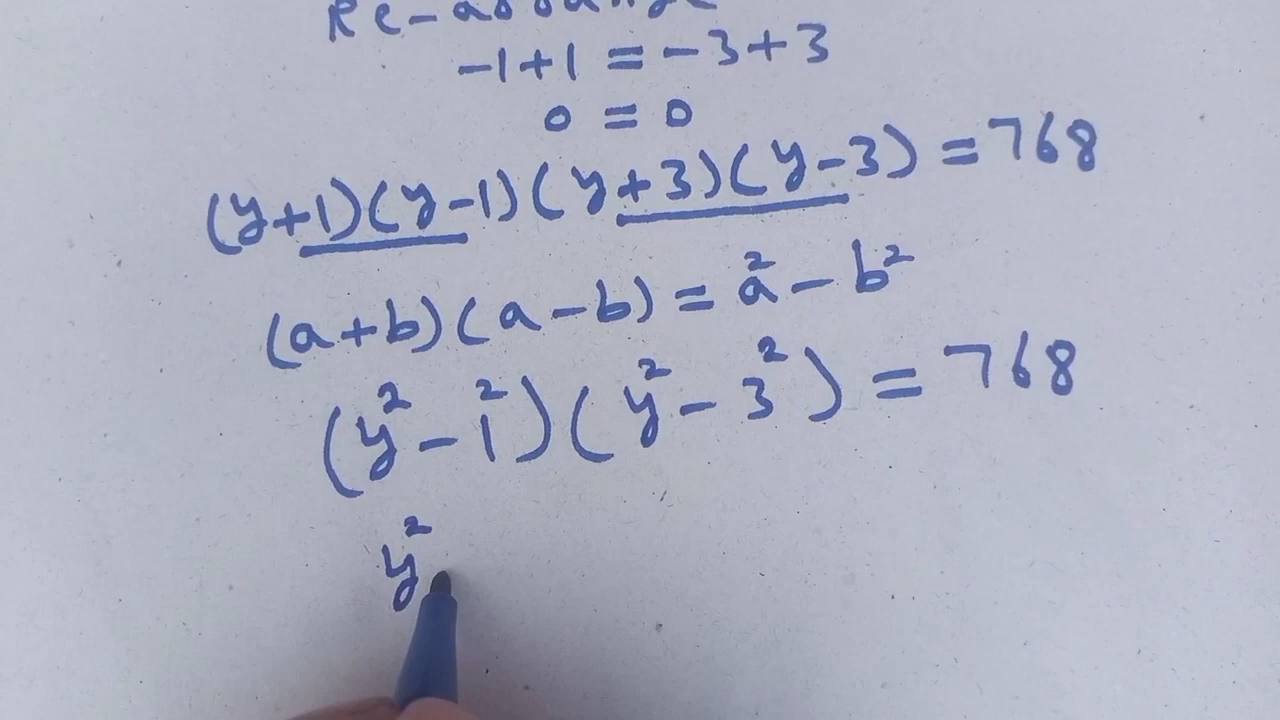 -1+1 = -3+3
0 = 0
(y+1)(y-1)(y+3)(y-3) = 768
(a+b)(a-b) = a² - b²
(y² - 1²)(y² - 3²) = 768
y²